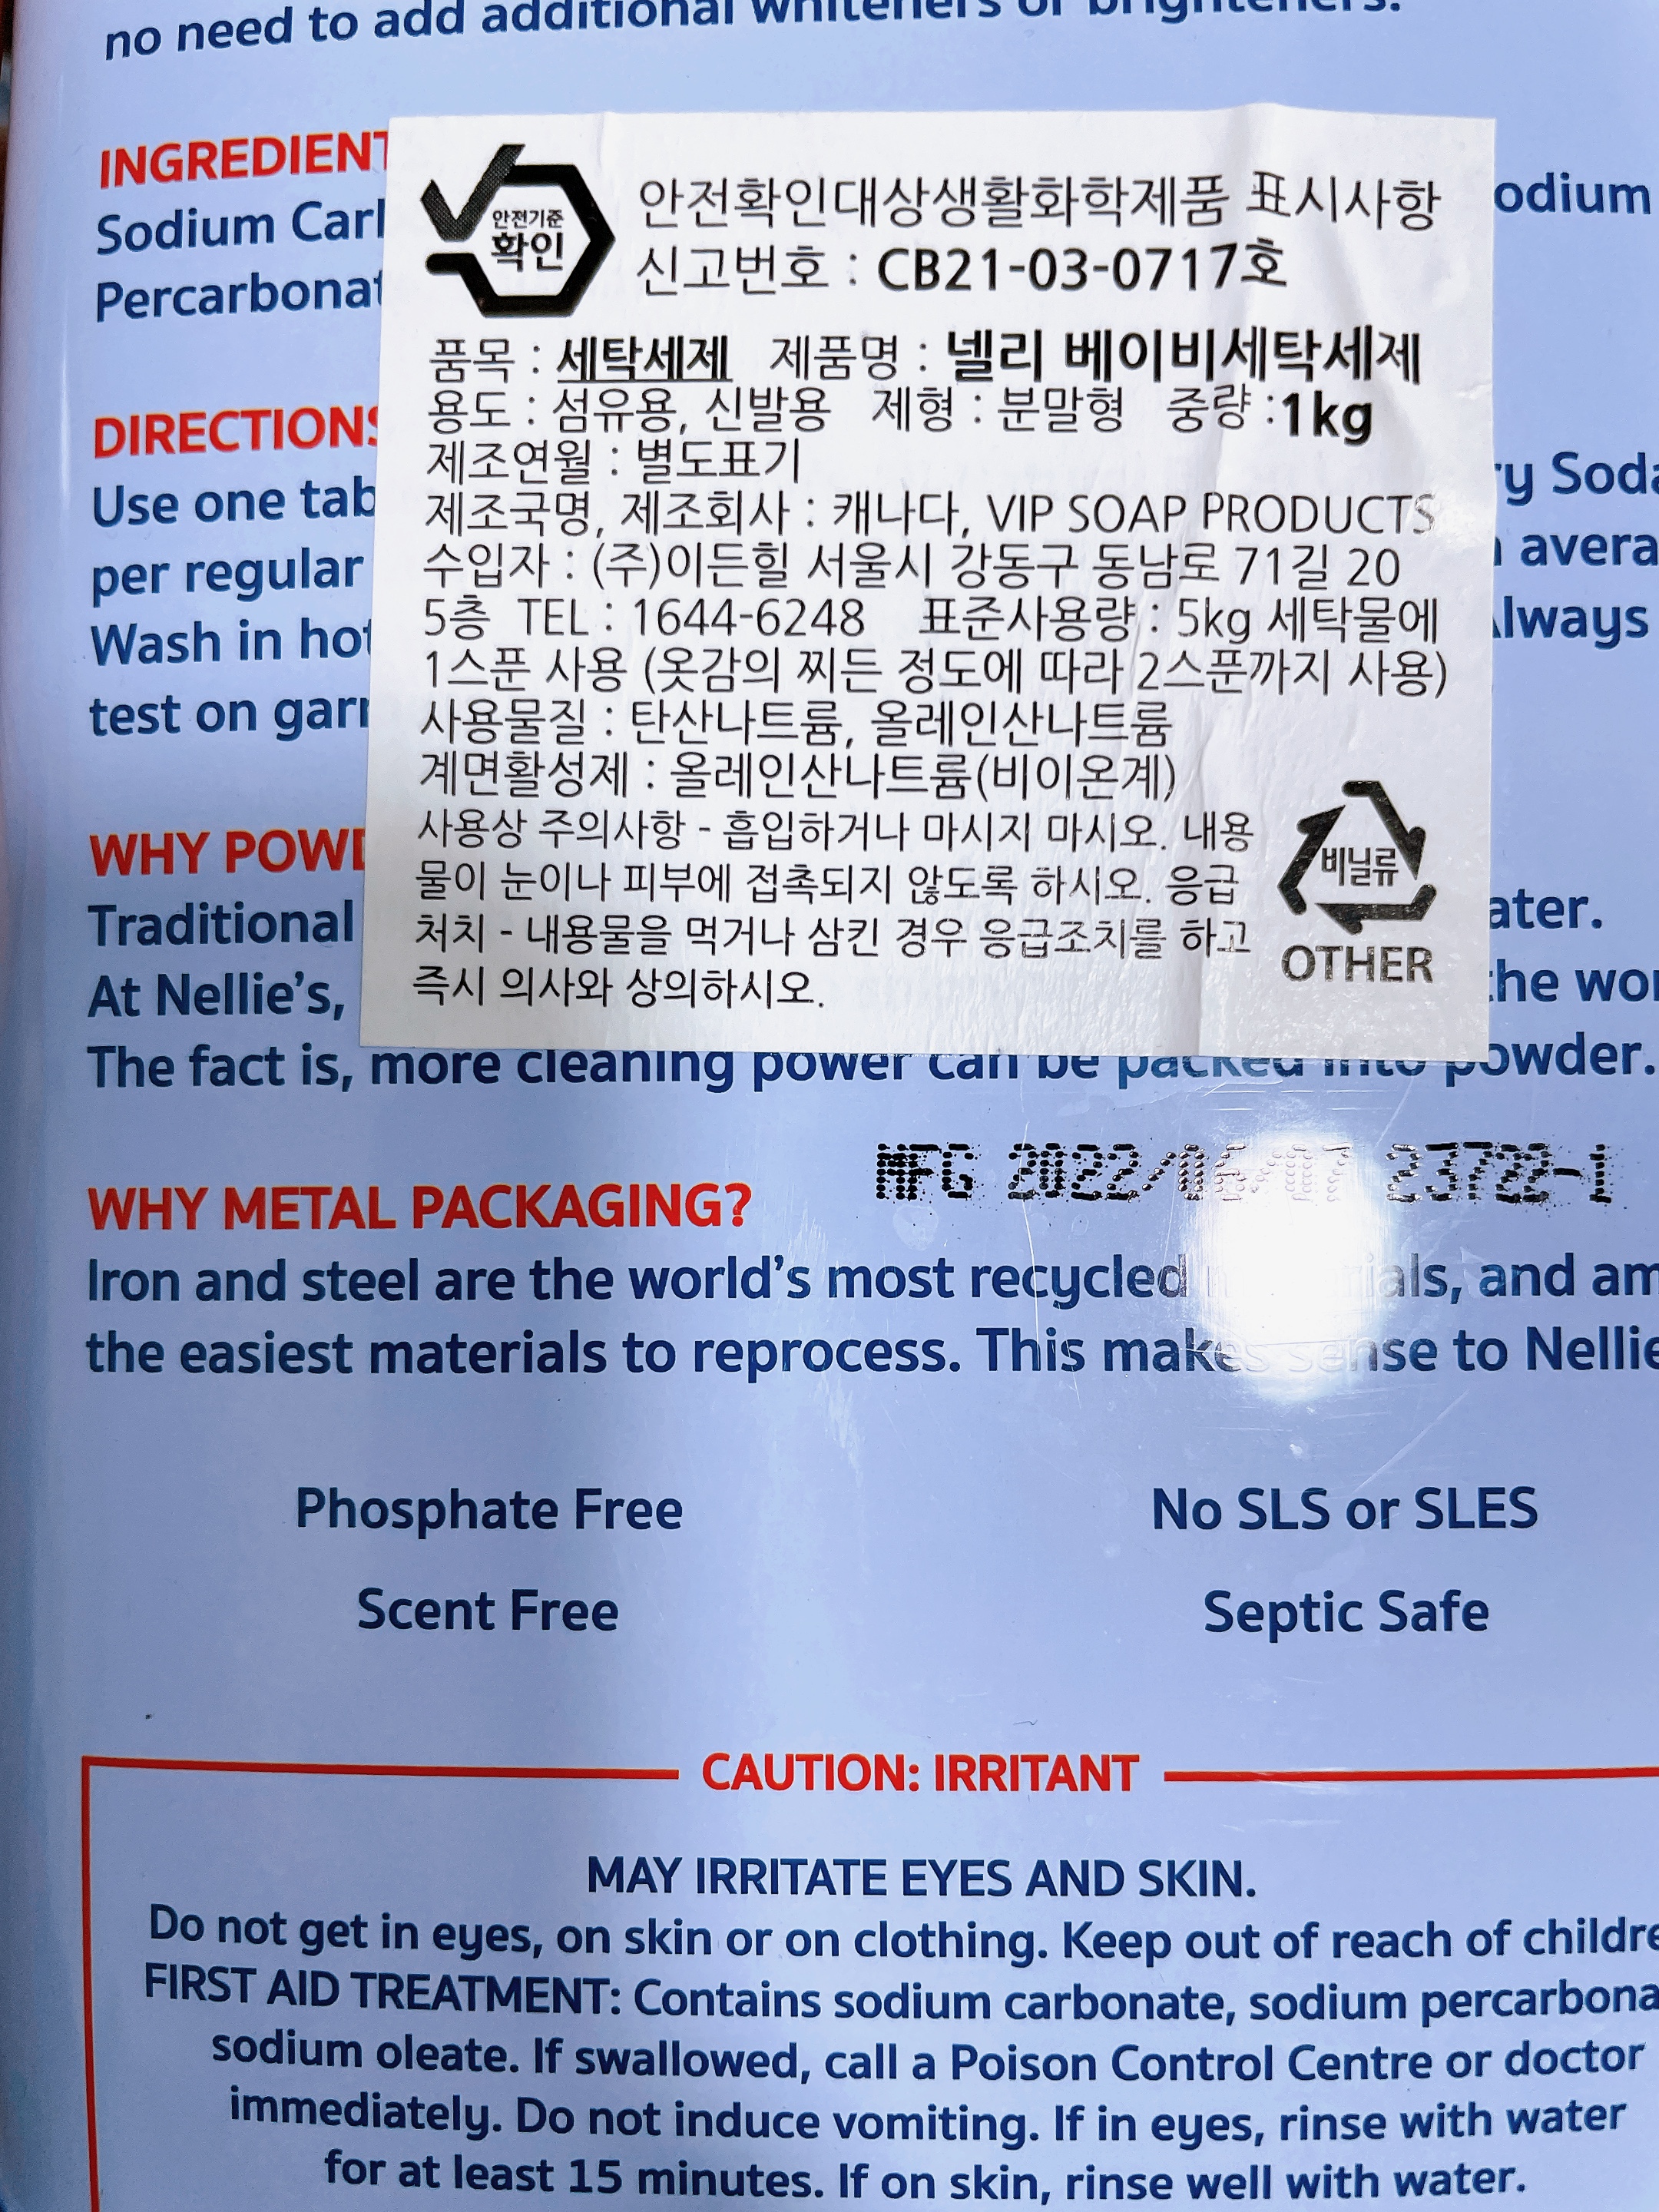 no need to add additional whiteners or brighteners.
INGREDIENT
Sodium Carb
odium
Percarbonat
안전기준
확인
안전확인대상생활화학제품 표시사항
신고번호 : CB21-03-0717호
품목 : 세탁세제 제품명 : 넬리 베이비세탁세제
용도 : 섬유용, 신발용 제형 : 분말형 중량 :1kg
제조연월 : 별도표기
제조국명, 제조회사 : 캐나다, VIP SOAP PRODUCTS
수입자 : (주)이든힐 서울시 강동구 동남로 71길 20
5층 TEL : 1644-6248 표준사용량 : 5kg 세탁물에
1스푼 사용 (옷감의 찌든 정도에 따라 2스푼까지 사용)
사용물질 : 탄산나트륨, 올레인산나트륨
계면활성제 : 올레인산나트륨(비이온계)
사용상 주의사항 - 흡입하거나 마시지 마시오. 내용
물이 눈이나 피부에 접촉되지 않도록 하시오. 응급
처치 - 내용물을 먹거나 삼킨 경우 응급조치를 하고
즉시 의사와 상의하시오.
비닐류
OTHER
DIRECTIONS
Use one tab
ry Soda
per regular
avera
Wash in hot
Always
test on garm
WHY POWD
Traditional
ater.
At Nellie's,
the wor
The fact is, more cleaning power can be packed into powder.
MFG 2022/06/07 23722-1
WHY METAL PACKAGING?
Iron and steel are the world's most recycled materials, and am
the easiest materials to reprocess. This makes sense to Nellie
Phosphate Free
No SLS or SLES
Scent Free
Septic Safe
CAUTION: IRRITANT
MAY IRRITATE EYES AND SKIN.
Do not get in eyes, on skin or on clothing. Keep out of reach of childre
FIRST AID TREATMENT: Contains sodium carbonate, sodium percarbona
sodium oleate. If swallowed, call a Poison Control Centre or doctor
immediately. Do not induce vomiting. If in eyes, rinse with water
for at least 15 minutes. If on skin, rinse well with water.